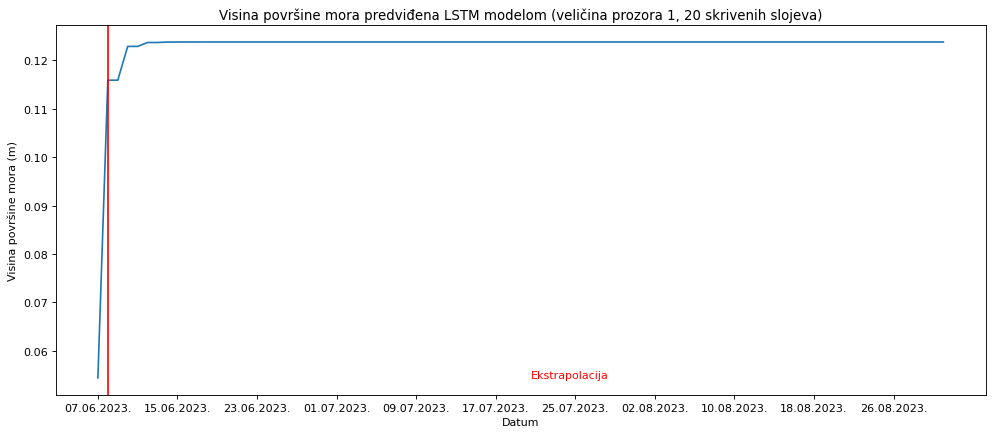 Visina površine mora predviđena LSTM modelom (veličina prozora 1, 20 skrivenih slojeva)
Visina površine mora (m)
0.12
0.11
0.10
0.09
0.08
0.07
0.06
Ekstrapolacija
07.06.2023. 15.06.2023. 23.06.2023. 01.07.2023. 09.07.2023. 17.07.2023. 25.07.2023. 02.08.2023. 10.08.2023. 18.08.2023. 26.08.2023.
Datum